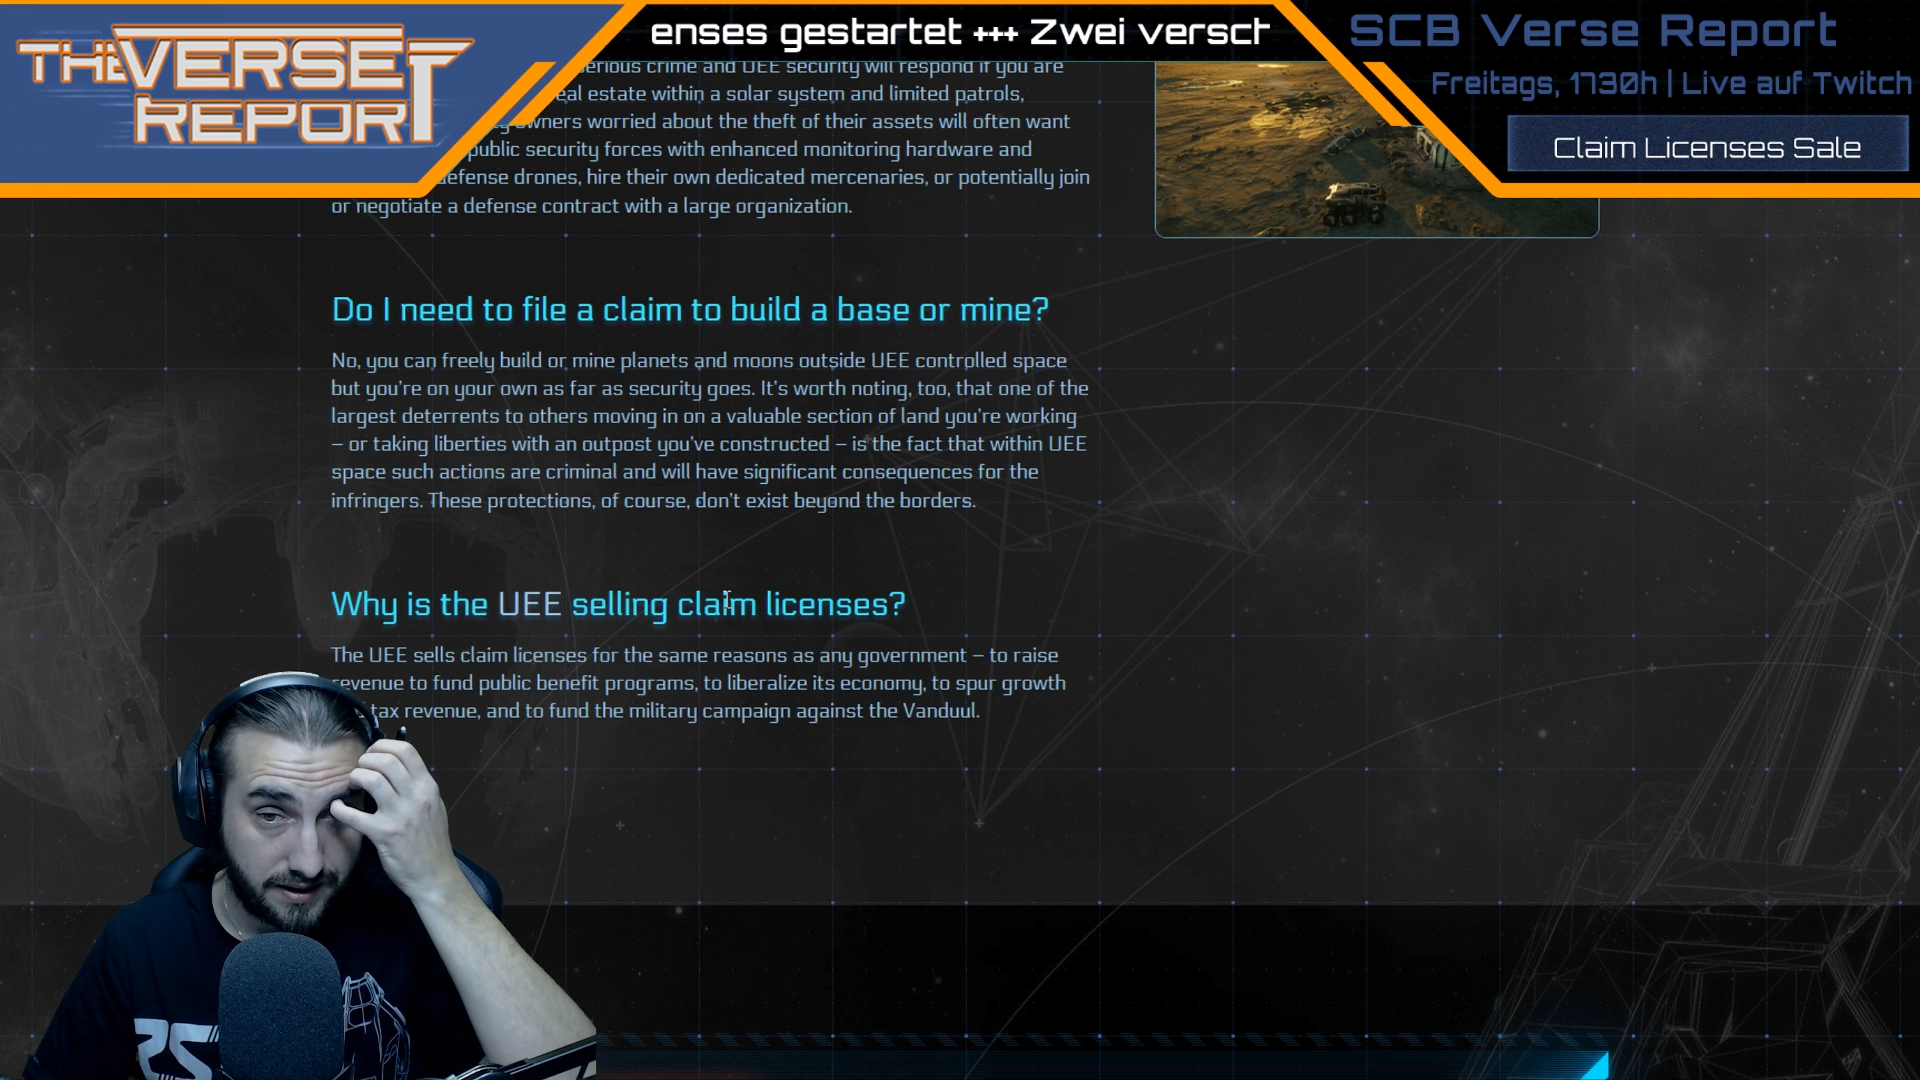 THE VERSE REPORT
enses gestartet +++ Zwei versch
SCB Verse Report
Freitags, 1730h | Live auf Twitch
Claim Licenses Sale
serious crime and UEE security will respond if you are
real estate within a solar system and limited patrols,
owners worried about the theft of their assets will often want
public security forces with enhanced monitoring hardware and
defense drones, hire their own dedicated mercenaries, or potentially join
or negotiate a defense contract with a large organization.
Do I need to file a claim to build a base or mine?
No, you can freely build or mine planets and moons outside UEE controlled space
but you're on your own as far as security goes. It's worth noting, too, that one of the
largest deterrents to others moving in on a valuable section of land you're working
– or taking liberties with an outpost you've constructed – is the fact that within UEE
space such actions are criminal and will have significant consequences for the
infringers. These protections, of course, don't exist beyond the borders.
Why is the UEE selling claim licenses?
The UEE sells claim licenses for the same reasons as any government – to raise
revenue to fund public benefit programs, to liberalize its economy, to spur growth
tax revenue, and to fund the military campaign against the Vanduul.
RS